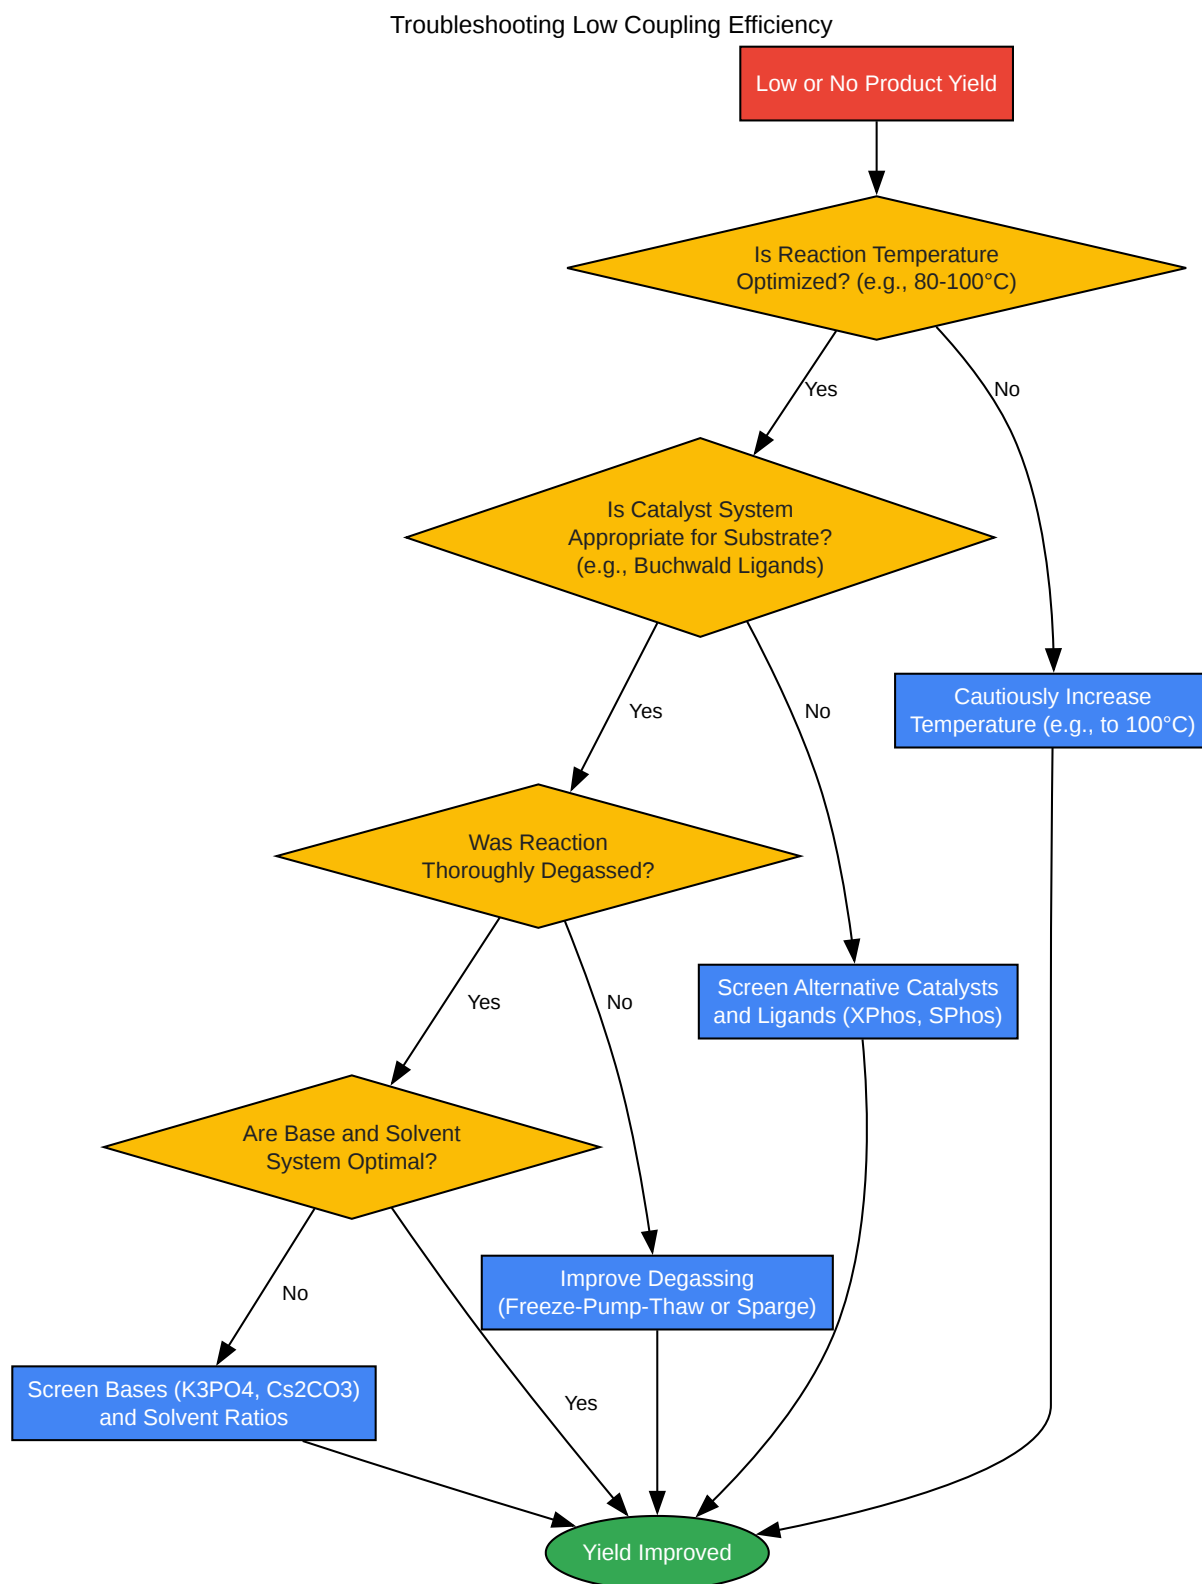 Troubleshooting Low Coupling Efficiency
Low or No Product Yield
Is Reaction Temperature
Optimized? (e.g., 80-100°C)
Yes
No
Is Catalyst System
Appropriate for Substrate?
(e.g., Buchwald Ligands)
Cautiously Increase
Temperature (e.g., to 100°C)
Yes
No
Was Reaction
Thoroughly Degassed?
Screen Alternative Catalysts
and Ligands (XPhos, SPhos)
Yes
No
Are Base and Solvent
System Optimal?
Improve Degassing
(Freeze-Pump-Thaw or Sparge)
No
Yes
Screen Bases (K3PO4, Cs2CO3)
and Solvent Ratios
Yield Improved